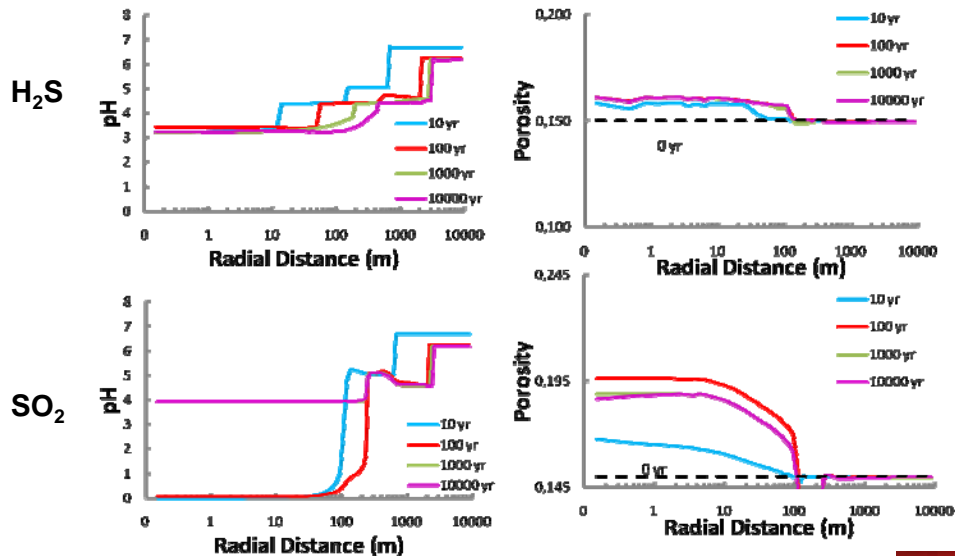 H₂S
pH
8
7
6
5
4
3
2
1
0
0 1 10 100 1000 10000
Radial Distance (m)
10 yr
100 yr
1000 yr
10000 yr
Porosity
0,200
0,150
0,100
0 yr
0 1 10 100 1000 10000
Radial Distance (m)
10 yr
100 yr
1000 yr
10000 yr
SO₂
pH
8
7
6
5
4
3
2
1
0
0 1 10 100 1000 10000
Radial Distance (m)
10 yr
100 yr
1000 yr
10000 yr
Porosity
0,245
0,195
0,145
0 yr
0 1 10 100 1000 10000
Radial Distance (m)
10 yr
100 yr
1000 yr
10000 yr